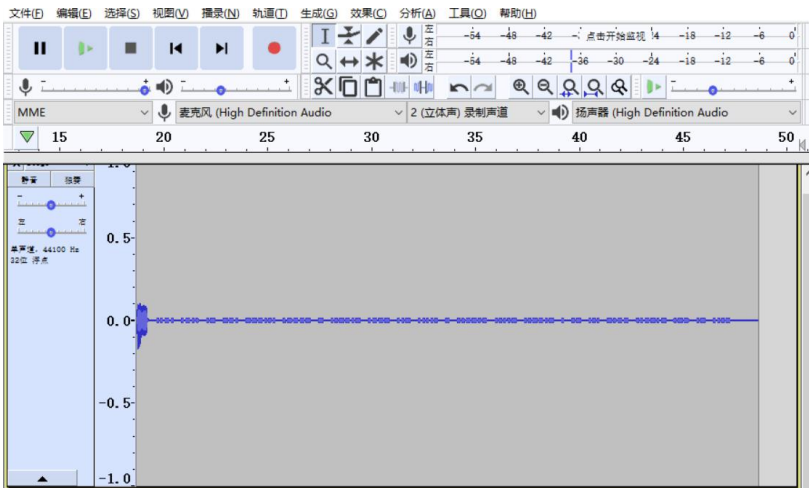 文件(F) 编辑(E) 选择(S) 视图(V) 播录(N) 轨道(T) 生成(G) 效果(C) 分析(A) 工具(O) 帮助(H)
左 右 -54 -48 -42 - 点击开始监视 !4 -18 -12 -6 0
左 右 -54 -48 -42 -36 -30 -24 -18 -12 -6 0
MME 麦克风 (High Definition Audio 2 (立体声) 录制声道 扬声器 (High Definition Audio
15 20 25 30 35 40 45 50
1.0
静音 独奏
- +
左 右
0.5
单声道, 44100 Hz
32位 浮点
0.0
-0.5
-1.0